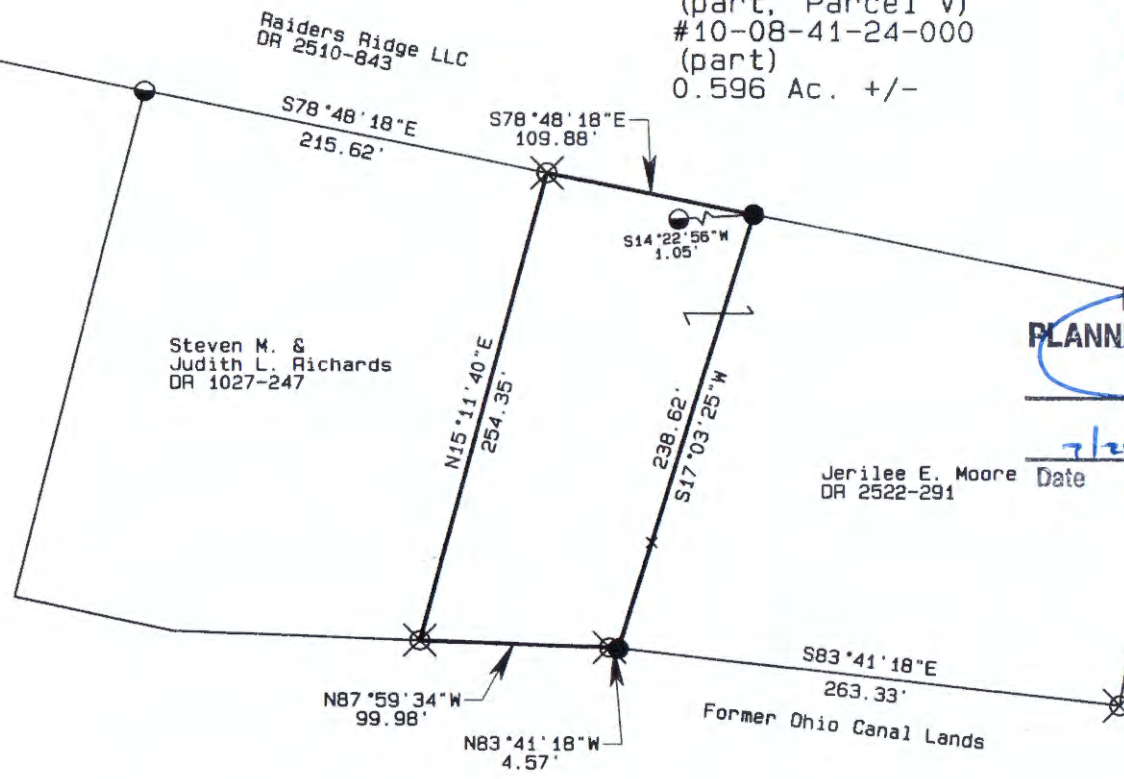 (part, Parcel V)
#10-08-41-24-000
(part)
0.596 Ac. +/-
Raiders Ridge LLC
DR 2510-843
S78°48'18"E
215.62'
S78°48'18"E
109.88'
S14°22'56"W
1.05'
Steven M. &
Judith L. Richards
DR 1027-247
N15°11'40"E
254.35'
238.62'
S17°03'25"W
Jerilee E. Moore
DR 2522-291
Date
N87°59'34"W
99.98'
N83°41'18"W
4.57'
S83°41'18"E
263.33'
Former Ohio Canal Lands